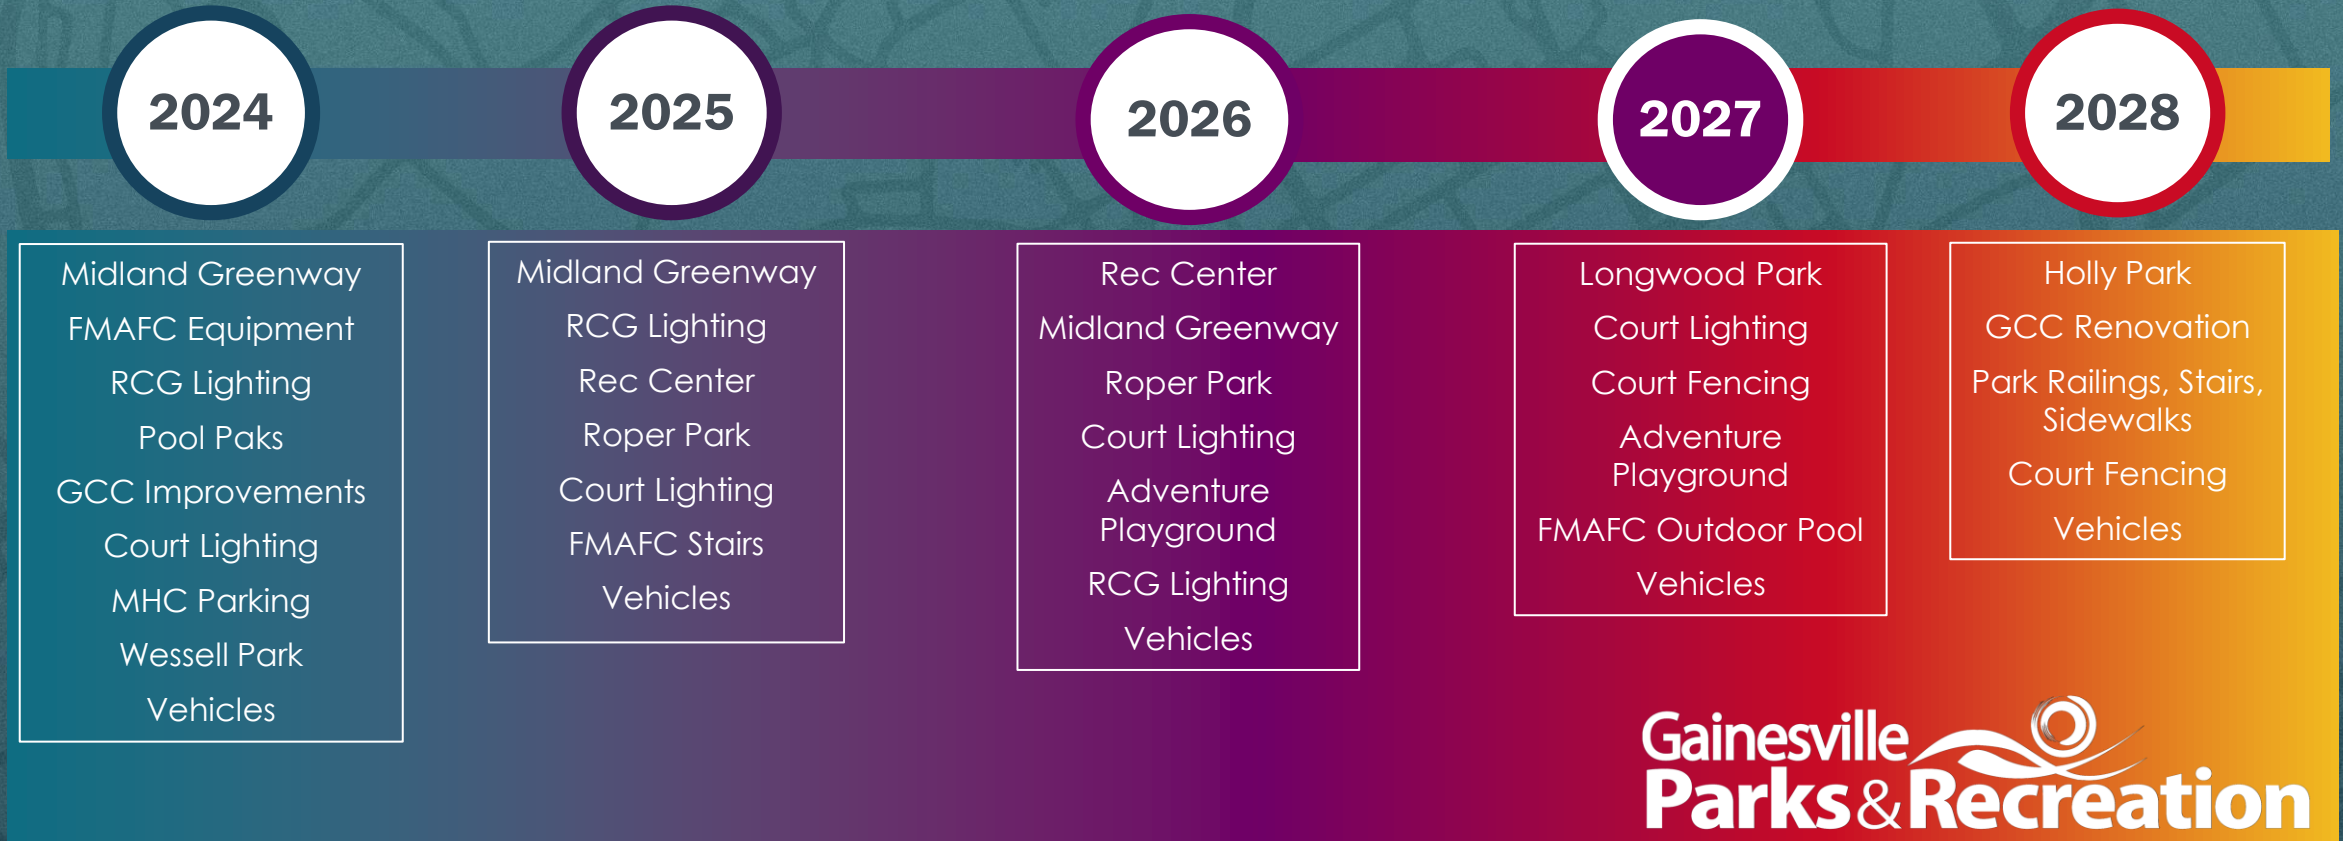 2024
2025
2026
2027
2028
Midland Greenway
FMAFC Equipment
RCG Lighting
Pool Paks
GCC Improvements
Court Lighting
MHC Parking
Wessell Park
Vehicles
Midland Greenway
RCG Lighting
Rec Center
Roper Park
Court Lighting
FMAFC Stairs
Vehicles
Rec Center
Midland Greenway
Roper Park
Court Lighting
Adventure
Playground
RCG Lighting
Vehicles
Longwood Park
Court Lighting
Court Fencing
Adventure
Playground
FMAFC Outdoor Pool
Vehicles
Holly Park
GCC Renovation
Park Railings, Stairs,
Sidewalks
Court Fencing
Vehicles
Gainesville
Parks & Recreation